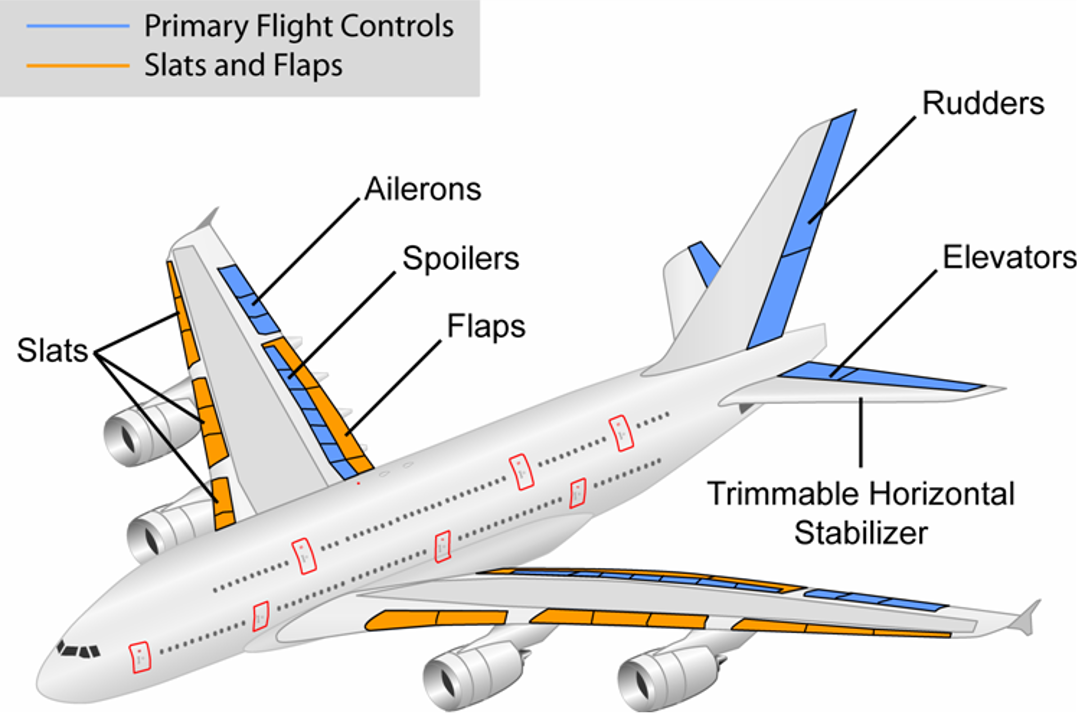 Primary Flight Controls
Slats and Flaps
Rudders
Ailerons
Elevators
Spoilers
Flaps
Slats
Trimmable Horizontal
Stabilizer